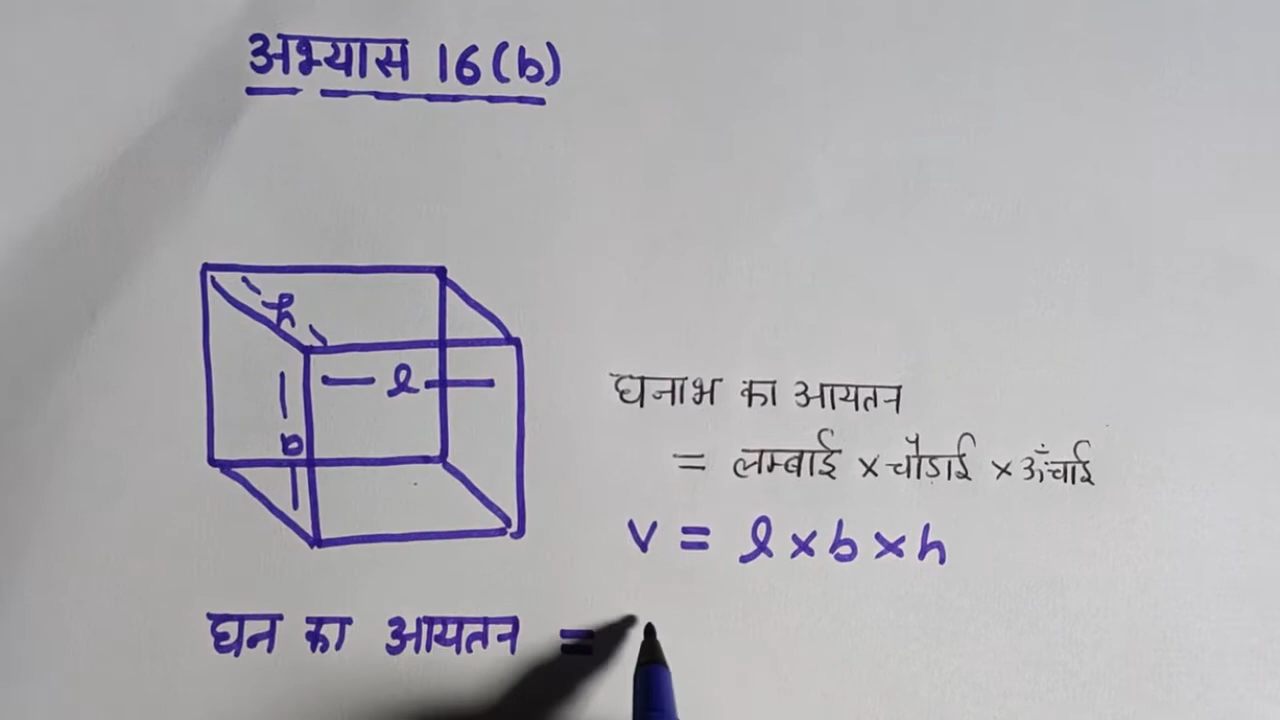 अभ्यास 16(b)
h
l
b
घनाभ का आयतन
= लम्बाई × चौड़ाई × ऊँचाई
v = l × b × h
घन का आयतन =